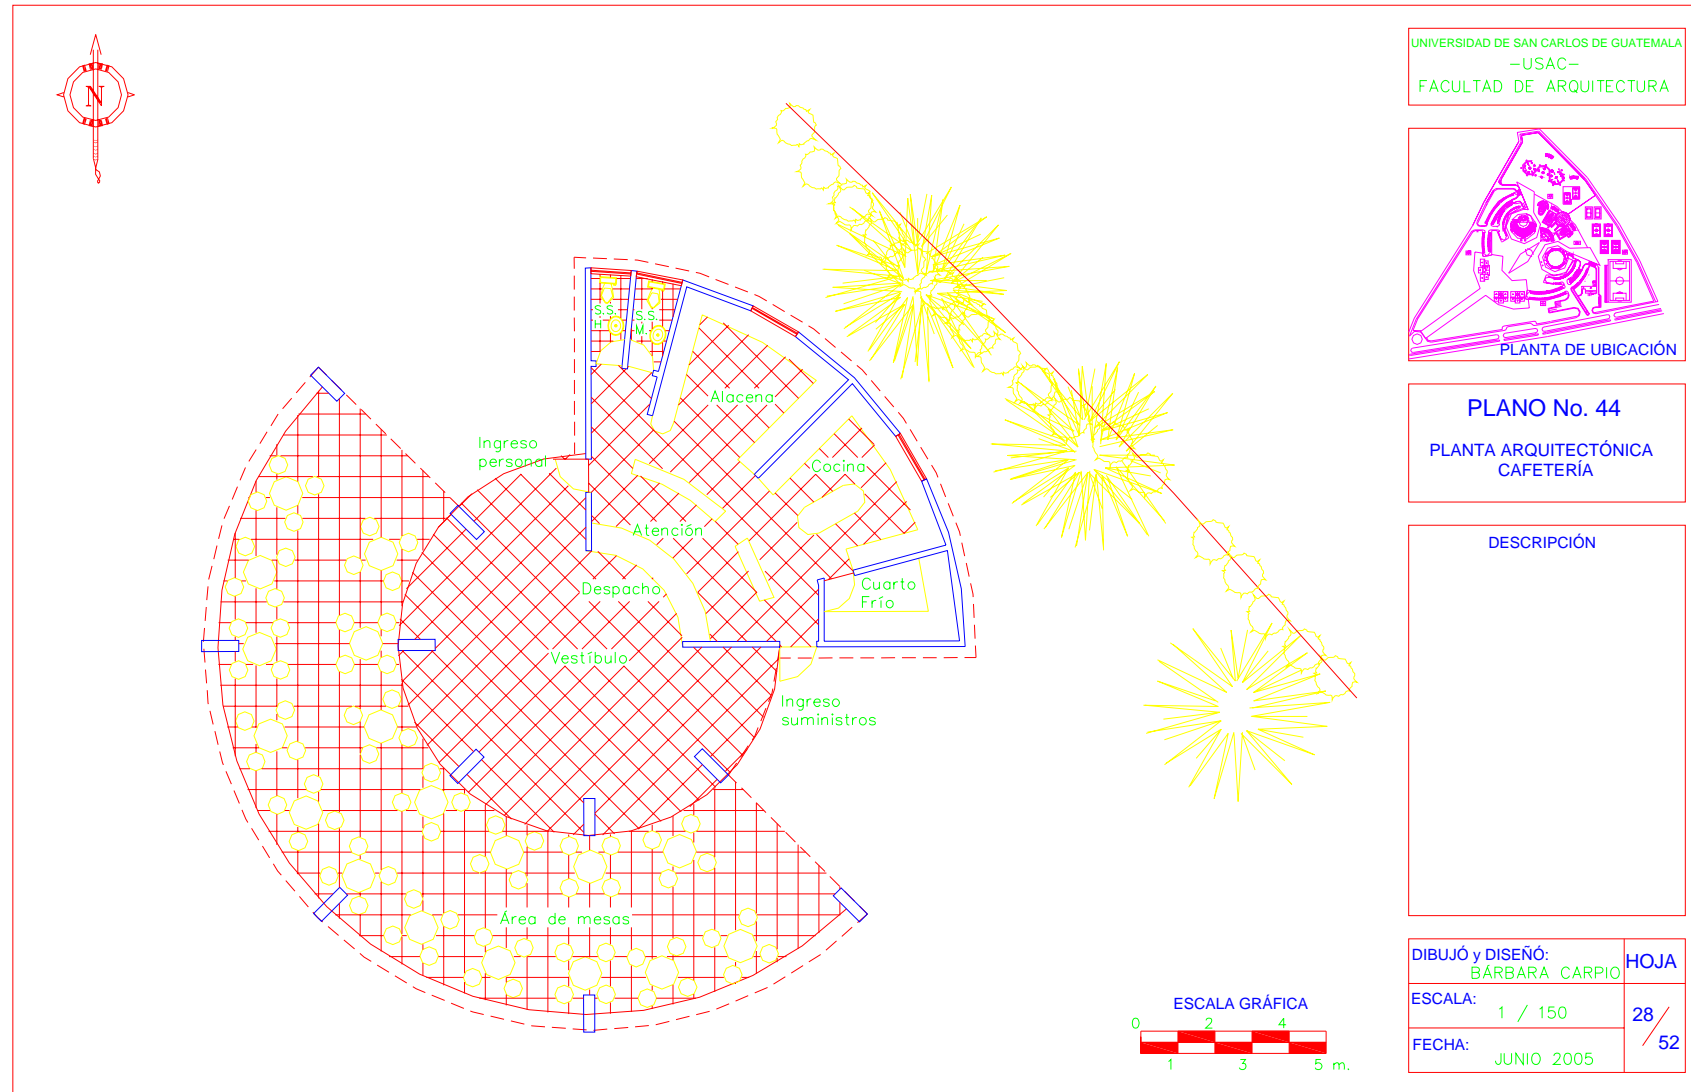 N
UNIVERSIDAD DE SAN CARLOS DE GUATEMALA
-USAC-
FACULTAD DE ARQUITECTURA
PLANTA DE UBICACIÓN
PLANO No. 44
PLANTA ARQUITECTÓNICA
CAFETERÍA
DESCRIPCIÓN
S.S.
H.
S.S.
M.
Alacena
Ingreso
personal
Cocina
Atención
Despacho
Cuarto
Frío
Vestíbulo
Ingreso
suministros
Área de mesas
ESCALA GRÁFICA
0 2 4
1 3 5 m.
DIBUJÓ y DISEÑÓ:
BÁRBARA CARPIO
HOJA
ESCALA:
1 / 150
28 / 52
FECHA:
JUNIO 2005